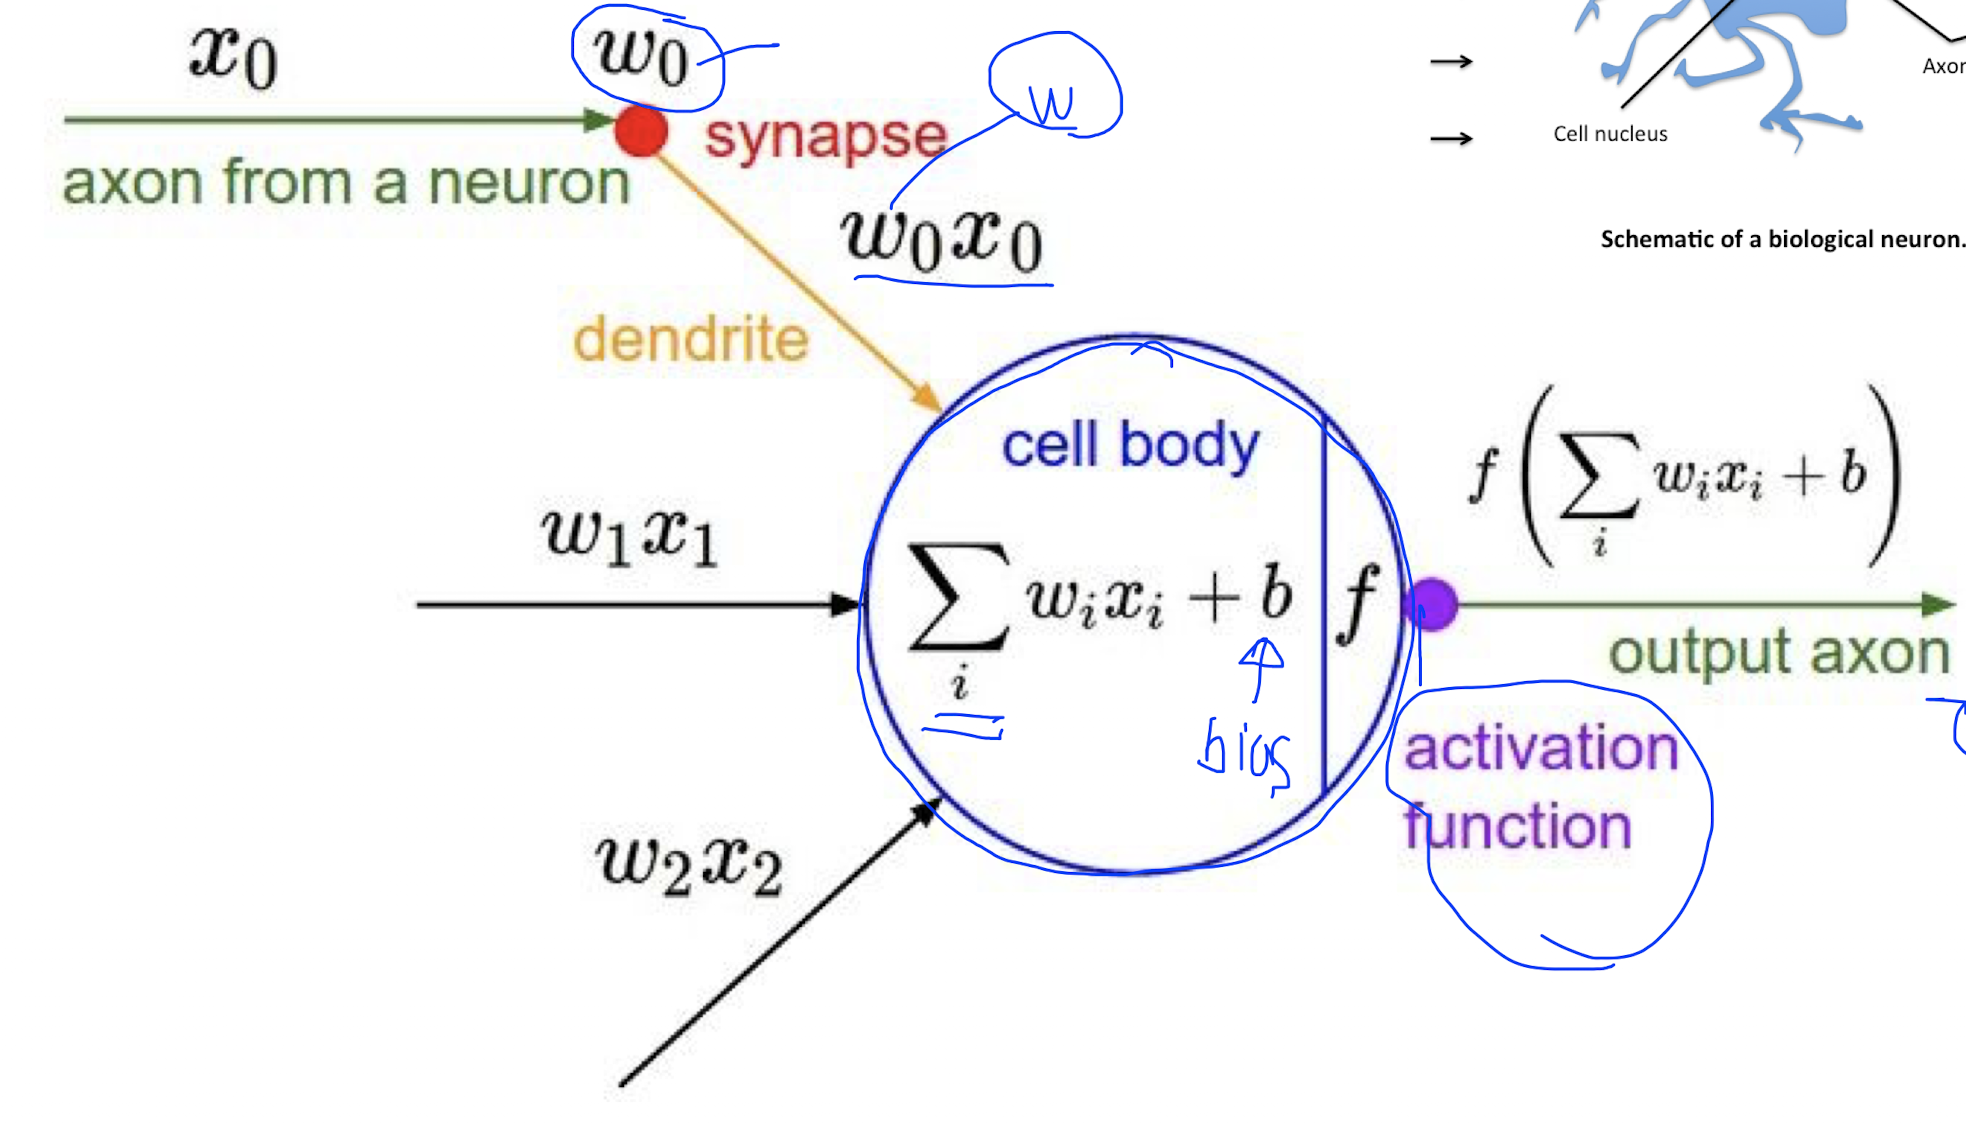 x₀
w₀
w
→
Axon
synapse
Cell nucleus
→
axon from a neuron
w₀x₀
Schematic of a biological neuron.
dendrite
cell body
f(∑ᵢ wᵢxᵢ + b)
w₁x₁
∑ᵢ wᵢxᵢ + b
f
output axon
bias
activation
function
w₂x₂